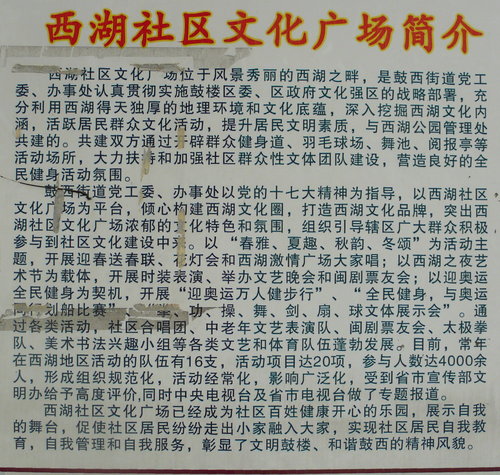 西湖社区文化广场简介
西湖社区文化广场位于风景秀丽的西湖之畔，是鼓西街道党工
委、办事处认真贯彻实施鼓楼区委、区政府文化强区的战略部署，充
分利用西湖得天独厚的地理环境和文化底蕴，深入挖掘西湖文化内
涵，活跃居民群众文化活动，提升居民文明素质，与西湖公园管理处
共建的。共建双方通过开辟群众健身道、羽毛球场、舞池、阅报亭等
活动场所，大力扶持和加强社区群众性文体团队建设，营造良好的全
民健身活动氛围。
鼓西街道党工委、办事处以党的十七大精神为指导，以西湖社区
文化广场为平台，倾心构建西湖文化圈，打造西湖文化品牌，突出西
湖社区文化广场浓郁的文化特色和氛围，组织引导辖区广大群众积极
参与到社区文化建设中来。以“春雅、夏趣、秋韵、冬颂”为活动主
题，开展迎春送春联、花灯会和西湖激情广场大家唱；以西湖之夜艺
术节为载体，开展时装表演、举办文艺晚会和闽剧票友会；以迎奥运
全民健身为契机，开展“迎奥运万人健步行”、“全民健身，与奥运
同行划船比赛”、“拳、功、操、舞、剑、扇、球文体展示会”。通
过各类活动，社区合唱团、中老年文艺表演队、闽剧票友会、太极拳
队、美术书法兴趣小组等各类文艺和体育队伍蓬勃发展。目前，常年
在西湖地区活动的队伍有16支，活动项目达20项，参与人数达4000余
人，形成组织规范化，活动经常化，影响广泛化，受到省市宣传部文
明办给予高度评价,同时中央电视台及省市电视台做了专题报道。
西湖社区文化广场已经成为社区百姓健康开心的乐园，展示自我
的舞台，促使社区居民纷纷走出小家融入大家，实现社区居民自我教
育，自我管理和自我服务，彰显了文明鼓楼、和谐鼓西的精神风貌。